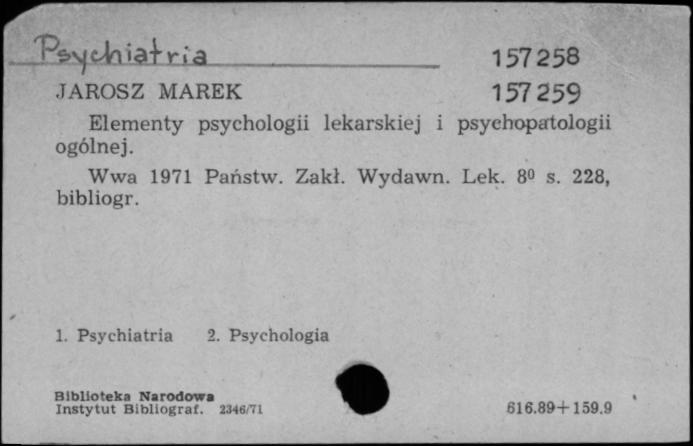 Psychiatria 157258
JAROSZ MAREK 157259
Elementy psychologii lekarskiej i psychopatologii
ogólnej.
Wwa 1971 Państw. Zakł. Wydawn. Lek. 8⁰ s. 228,
bibliogr.
1. Psychiatria 2. Psychologia
Biblioteka Narodowa
Instytut Bibliograf. 2346/71 616.89+159.9